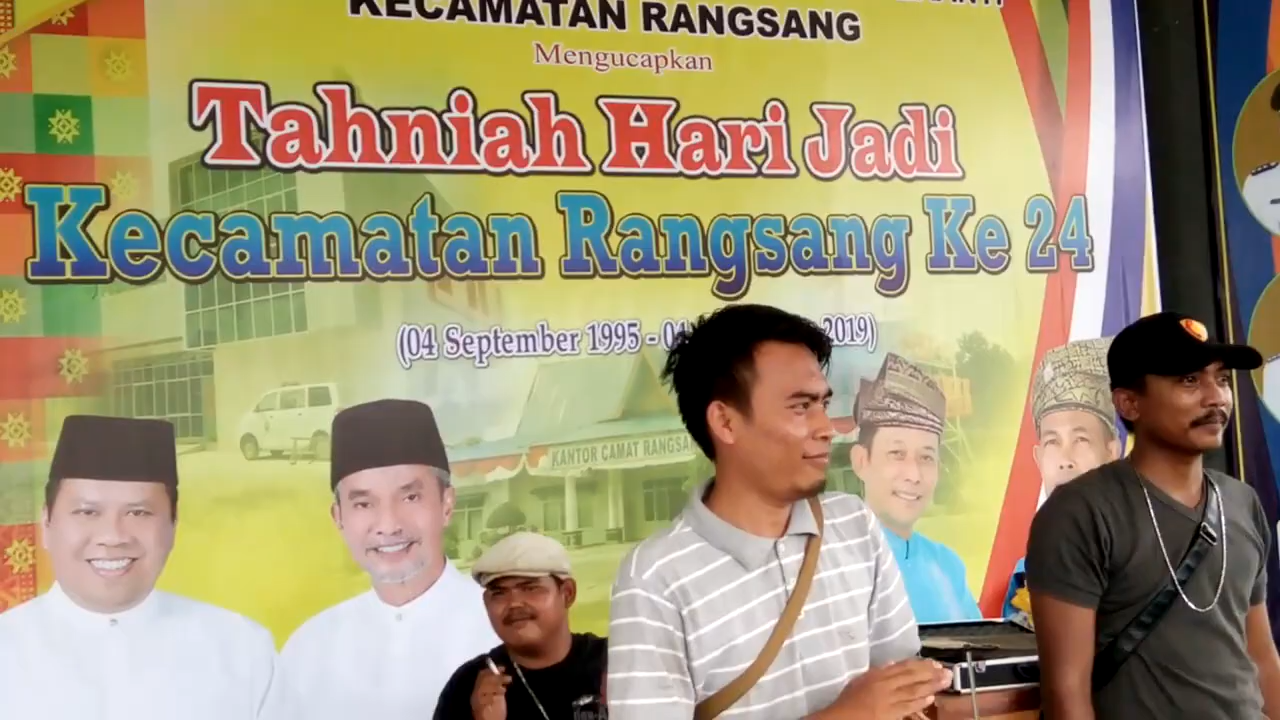 KECAMATAN RANGSANG
Mengucapkan
Tahniah Hari Jadi
Kecamatan Rangsang Ke 24
(04 September 1995 - 2019)
KANTOR CAMAT RANGSA